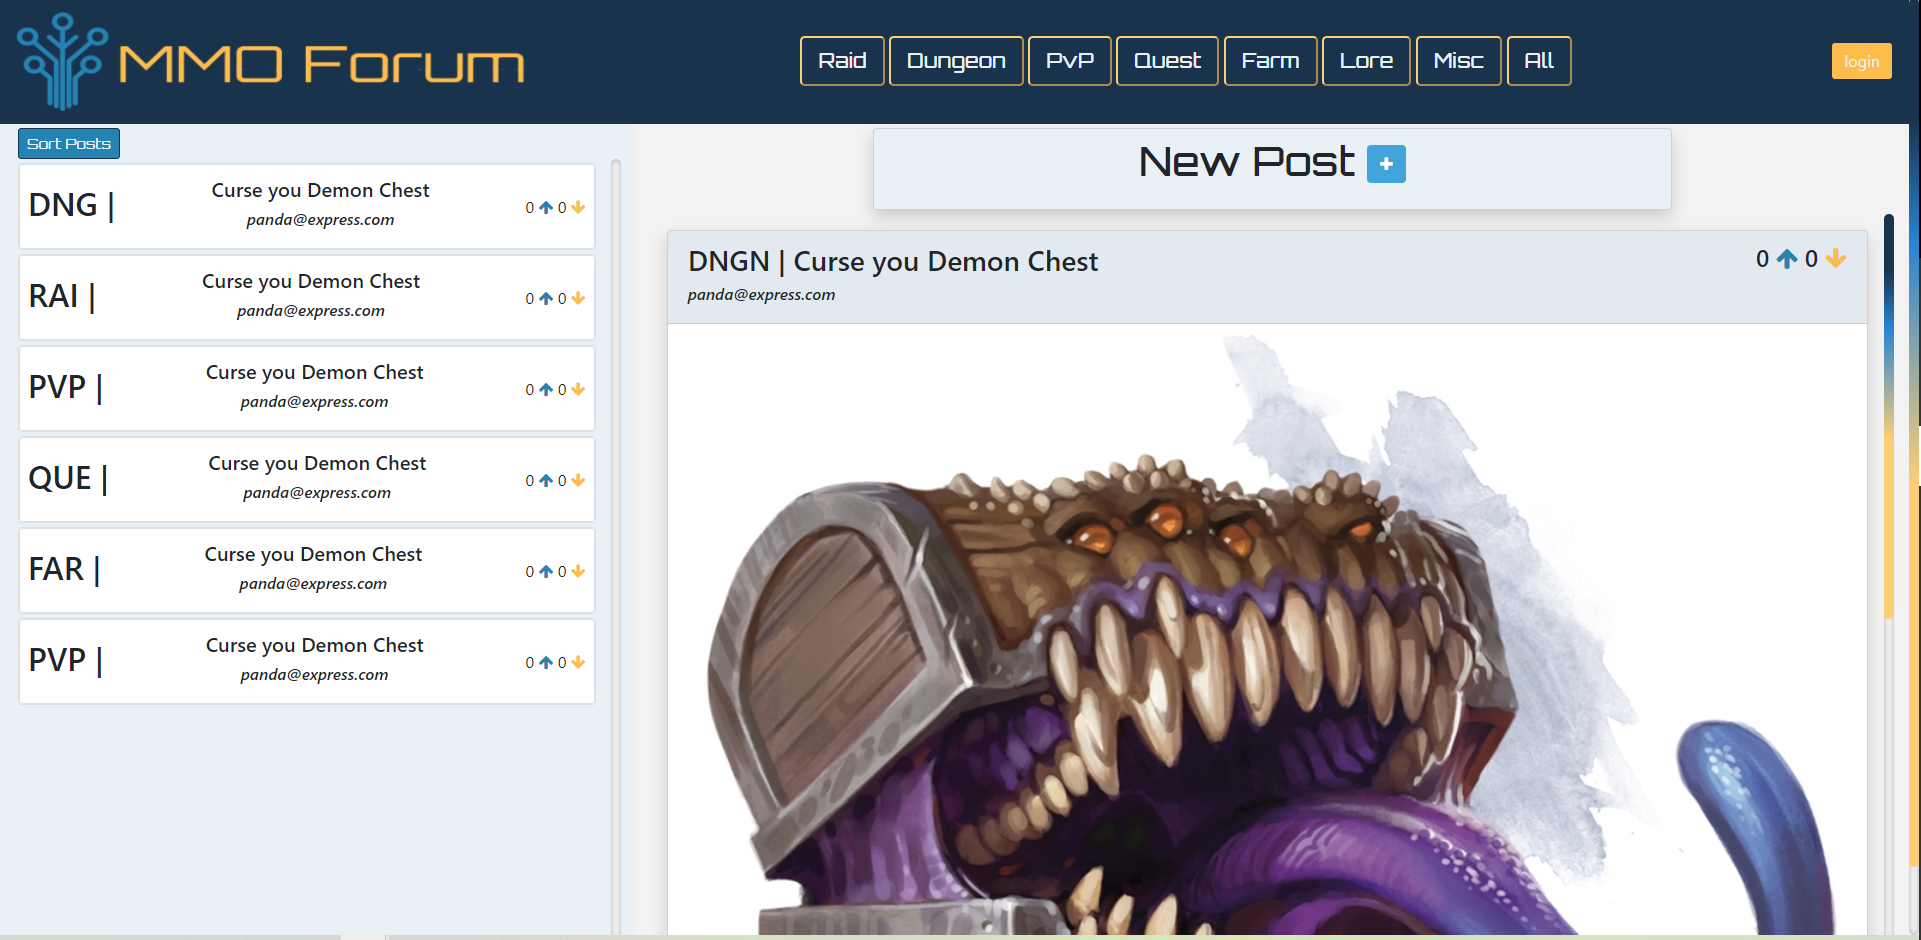 MMO Forum
Raid Dungeon PvP Quest Farm Lore Misc All
login
Sort Posts
DNG | Curse you Demon Chest
panda@express.com
0 0
RAI | Curse you Demon Chest
panda@express.com
0 0
PVP | Curse you Demon Chest
panda@express.com
0 0
QUE | Curse you Demon Chest
panda@express.com
0 0
FAR | Curse you Demon Chest
panda@express.com
0 0
PVP | Curse you Demon Chest
panda@express.com
0 0
New Post +
DNGN | Curse you Demon Chest
0 0
panda@express.com